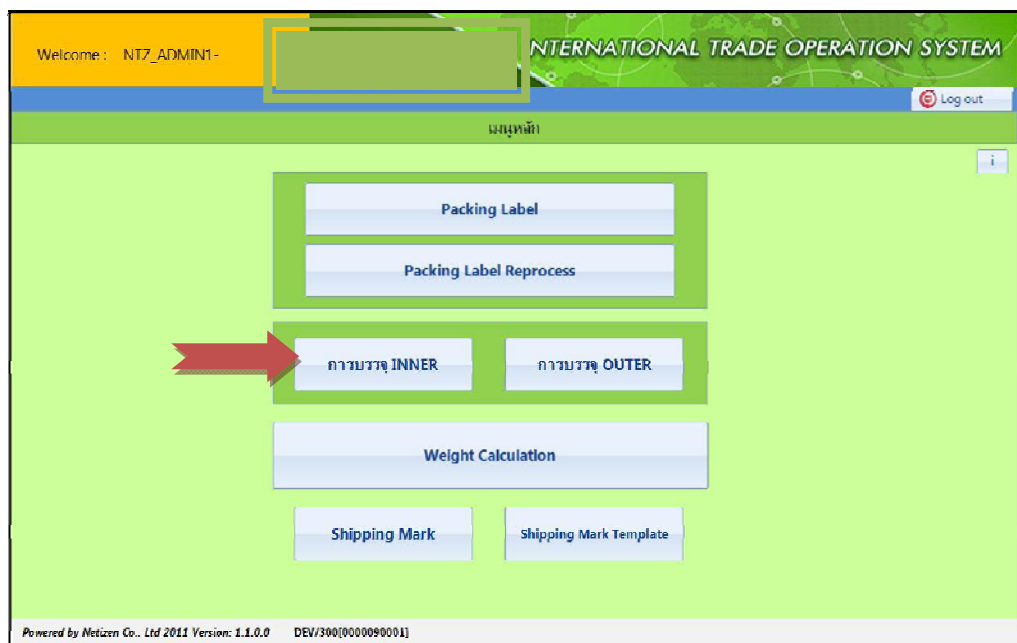 Welcome : NTZ_ADMIN1-
NTERNATIONAL TRADE OPERATION SYSTEM
Log out
เมนูหลัก
i
Packing Label
Packing Label Reprocess
การบรรจุ INNER
การบรรจุ OUTER
Weight Calculation
Shipping Mark
Shipping Mark Template
Powered by Netizen Co.. Ltd 2011 Version: 1.1.0.0 DEV/300[0000090001]